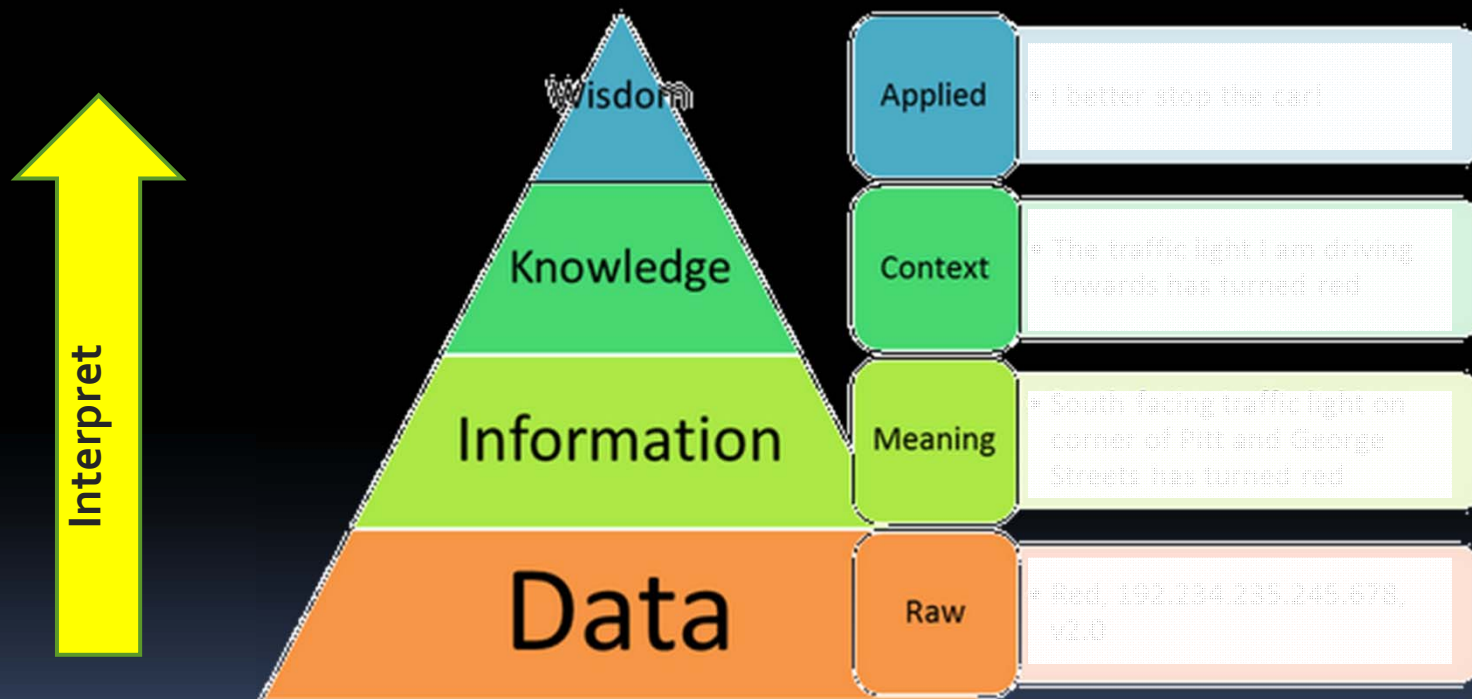 Interpret
Wisdom
Applied
• I better stop the car!
Knowledge
Context
• The traffic light I am driving
towards has turned red
Information
Meaning
• South facing traffic light on
corner of Pitt and George
Streets has turned red
Data
Raw
• Red, 192.234.235.245.678,
v2.0